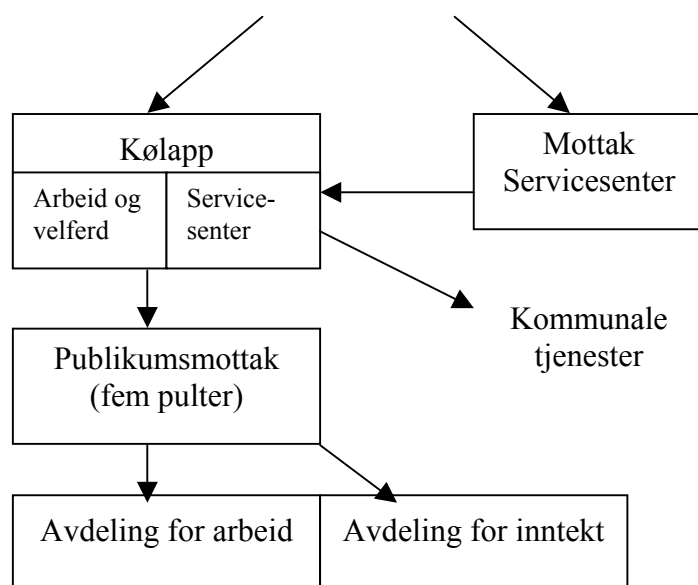 Kølapp
Arbeid og
velferd
Service-
senter
Mottak
Servicesenter
Kommunale
tjenester
Publikumsmottak
(fem pulter)
Avdeling for arbeid
Avdeling for inntekt